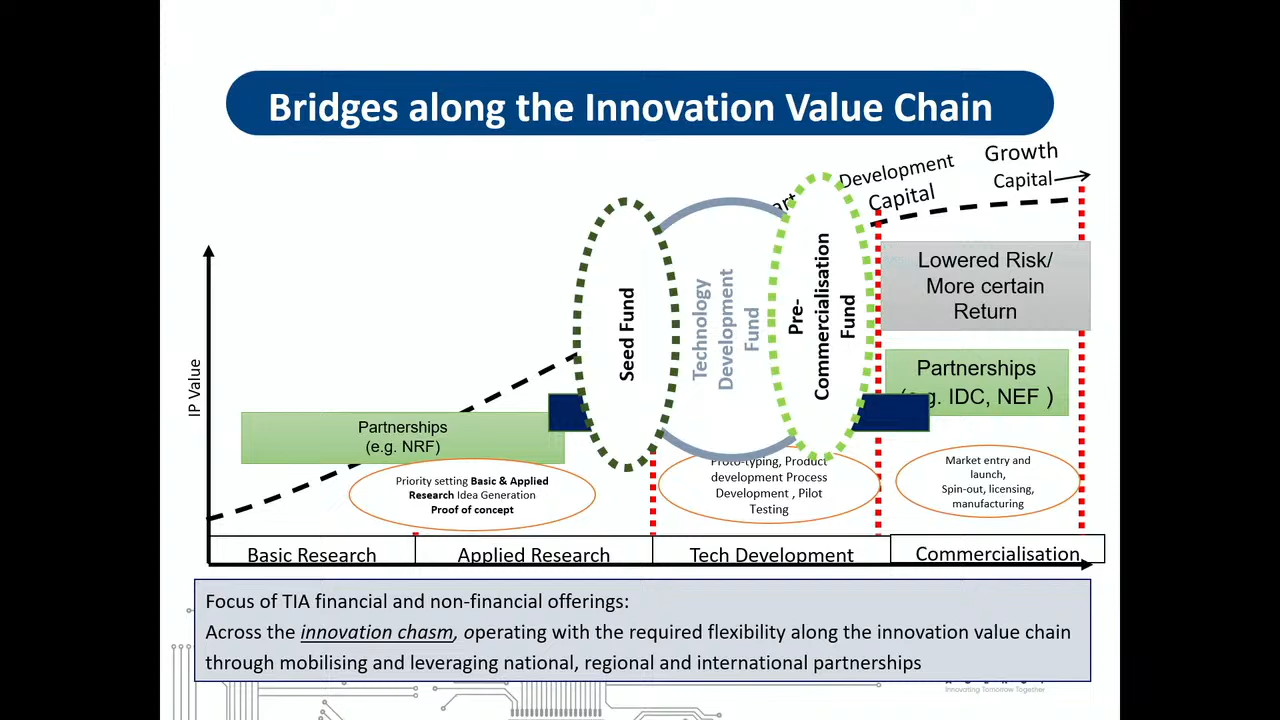 Bridges along the Innovation Value Chain
Growth
Capital
Development
Capital
IP Value
Seed Fund
Technology
Development
Fund
Pre-
Commercialisation
Fund
Lowered Risk/
More certain
Return
Partnerships
(e.g. IDC, NEF )
Partnerships
(e.g. NRF)
Priority setting Basic & Applied
Research Idea Generation
Proof of concept
Proto-typing, Product
development Process
Development , Pilot
Testing
Market entry and
launch,
Spin-out, licensing,
manufacturing
Basic Research
Applied Research
Tech Development
Commercialisation
Focus of TIA financial and non-financial offerings:
Across the innovation chasm, operating with the required flexibility along the innovation value chain
through mobilising and leveraging national, regional and international partnerships
Innovating Tomorrow Together